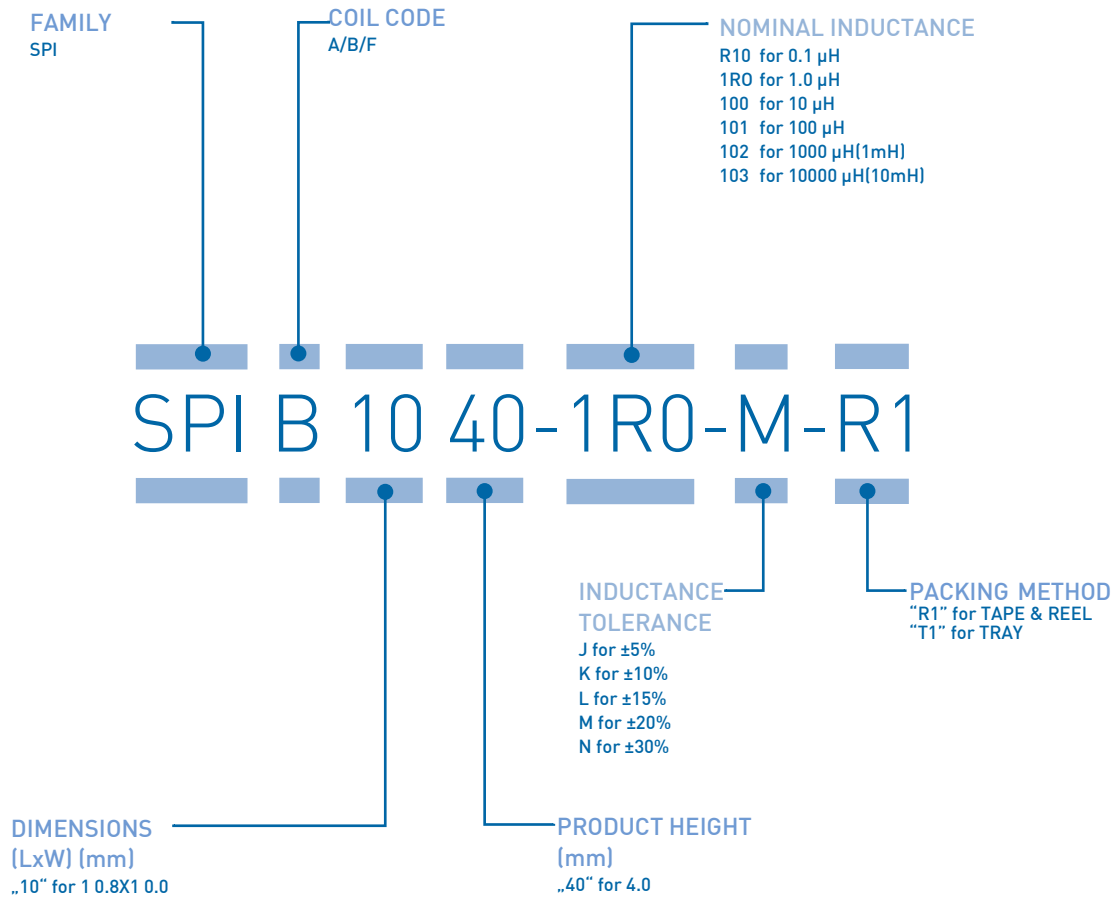 FAMILY
SPI
COIL CODE
A/B/F
NOMINAL INDUCTANCE
R10 for 0.1 µH
1RO for 1.0 µH
100 for 10 µH
101 for 100 µH
102 for 1000 µH(1mH)
103 for 10000 µH(10mH)
SPI B 10 40-1R0-M-R1
INDUCTANCE
TOLERANCE
J for ±5%
K for ±10%
L for ±15%
M for ±20%
N for ±30%
PACKING METHOD
“R1” for TAPE & REEL
“T1” for TRAY
DIMENSIONS
(LxW) (mm)
„10“ for 1 0.8X1 0.0
PRODUCT HEIGHT
(mm)
„40“ for 4.0